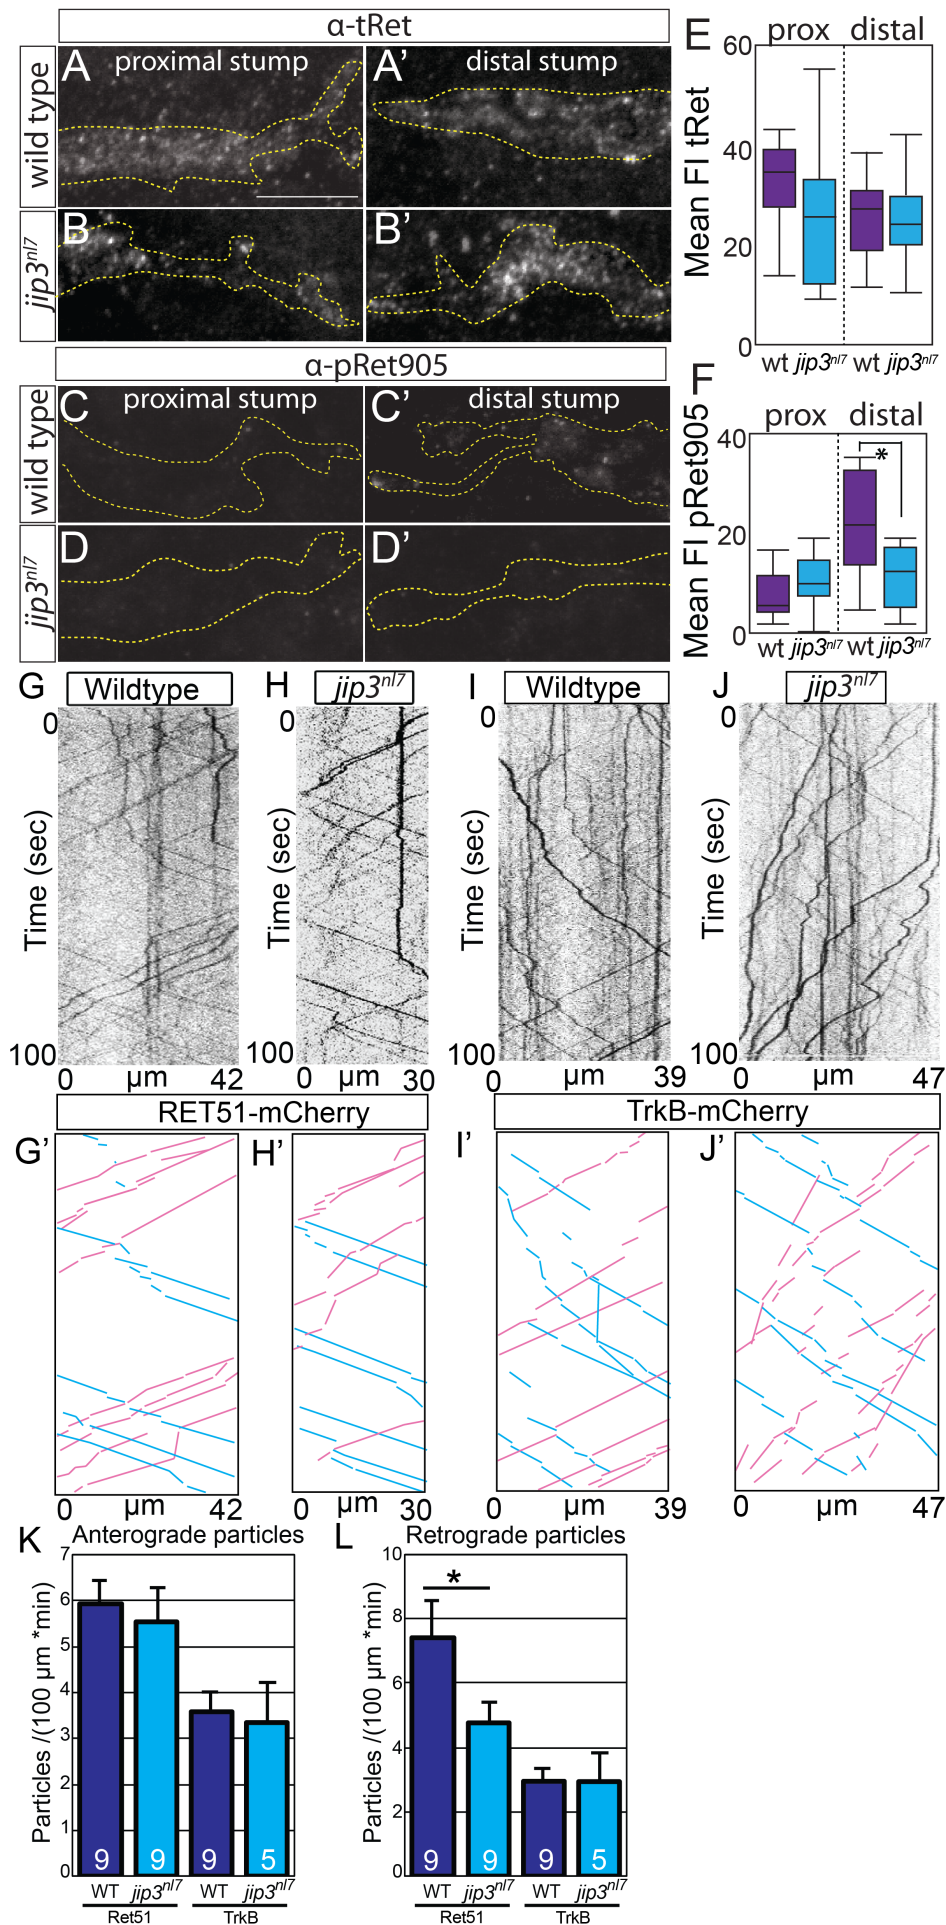 α-tRet
wild type
A proximal stump
A' distal stump
jip3nl7
B
B'
α-pRet905
wild type
C proximal stump
C' distal stump
jip3nl7
D
D'
E prox distal
Mean FI tRet
60
40
20
0
wt jip3nl7 wt jip3nl7
F
prox distal
Mean FI pRet905
40
20
0
*
wt jip3nl7 wt jip3nl7
G Wildtype
Time (sec)
0
100
0 μm 42
H jip3nl7
Time (sec)
0
100
0 μm 30
I Wildtype
Time (sec)
0
100
0 μm 39
J jip3nl7
Time (sec)
0
100
0 μm 47
RET51-mCherry
TrkB-mCherry
G'
0 μm 42
H'
0 μm 30
I'
0 μm 39
J'
0 μm 47
K Anterograde particles
Particles /(100 μm *min)
7
6
5
4
3
2
1
0
9 9 9 5
WT jip3nl7 WT jip3nl7
Ret51 TrkB
L Retrograde particles
Particles /(100 μm *min)
10
8
6
4
2
0
*
9 9 9 5
WT jip3nl7 WT jip3nl7
Ret51 TrkB